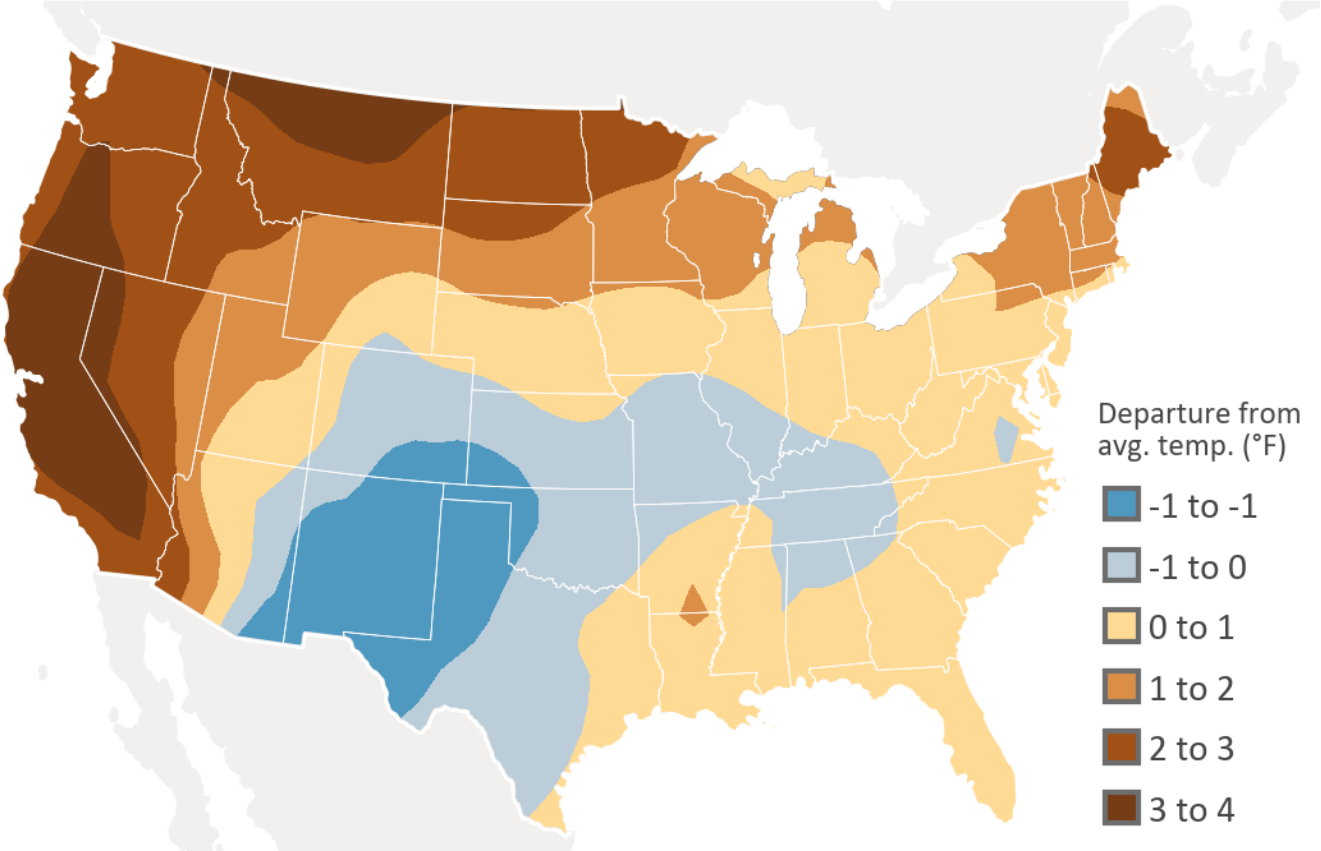 Departure from
avg. temp. (°F)
-1 to -1
-1 to 0
0 to 1
1 to 2
2 to 3
3 to 4